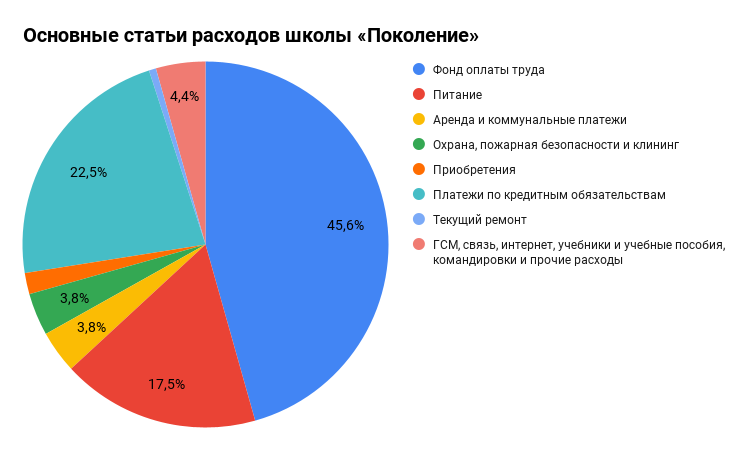 Основные статьи расходов школы «Поколение»
4,4%
22,5%
45,6%
3,8%
3,8%
17,5%
Фонд оплаты труда
Питание
Аренда и коммунальные платежи
Охрана, пожарная безопасности и клининг
Приобретения
Платежи по кредитным обязательствам
Текущий ремонт
ГСМ, связь, интернет, учебники и учебные пособия,
командировки и прочие расходы